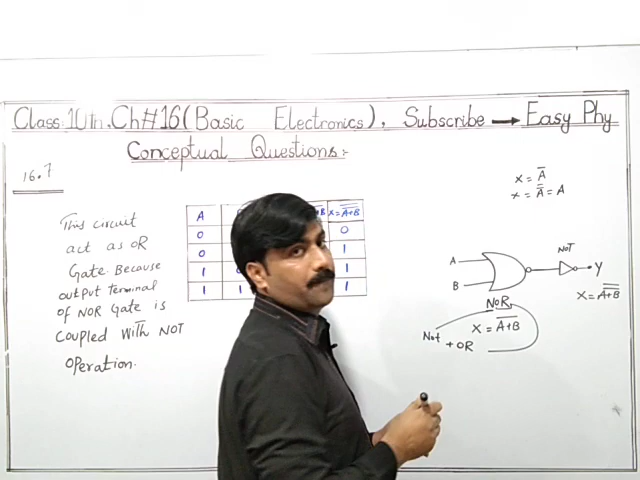 Class: 10th, Ch#16 (Basic Electronics), Subscribe → Easy Phy
Conceptual Questions:-
16.7
This circuit
act as OR
Gate. Because
output terminal
of NOR Gate is
Coupled With NOT
Operation.
A +B X=A̿+̿B̿
0 0
0 1
1 1
1 1 1
x = A̅
x = A̿ = A
A
B
NOR
X = A̅+̅B̅
Not
+ OR
NOT
Y
X = A̿+̿B̿